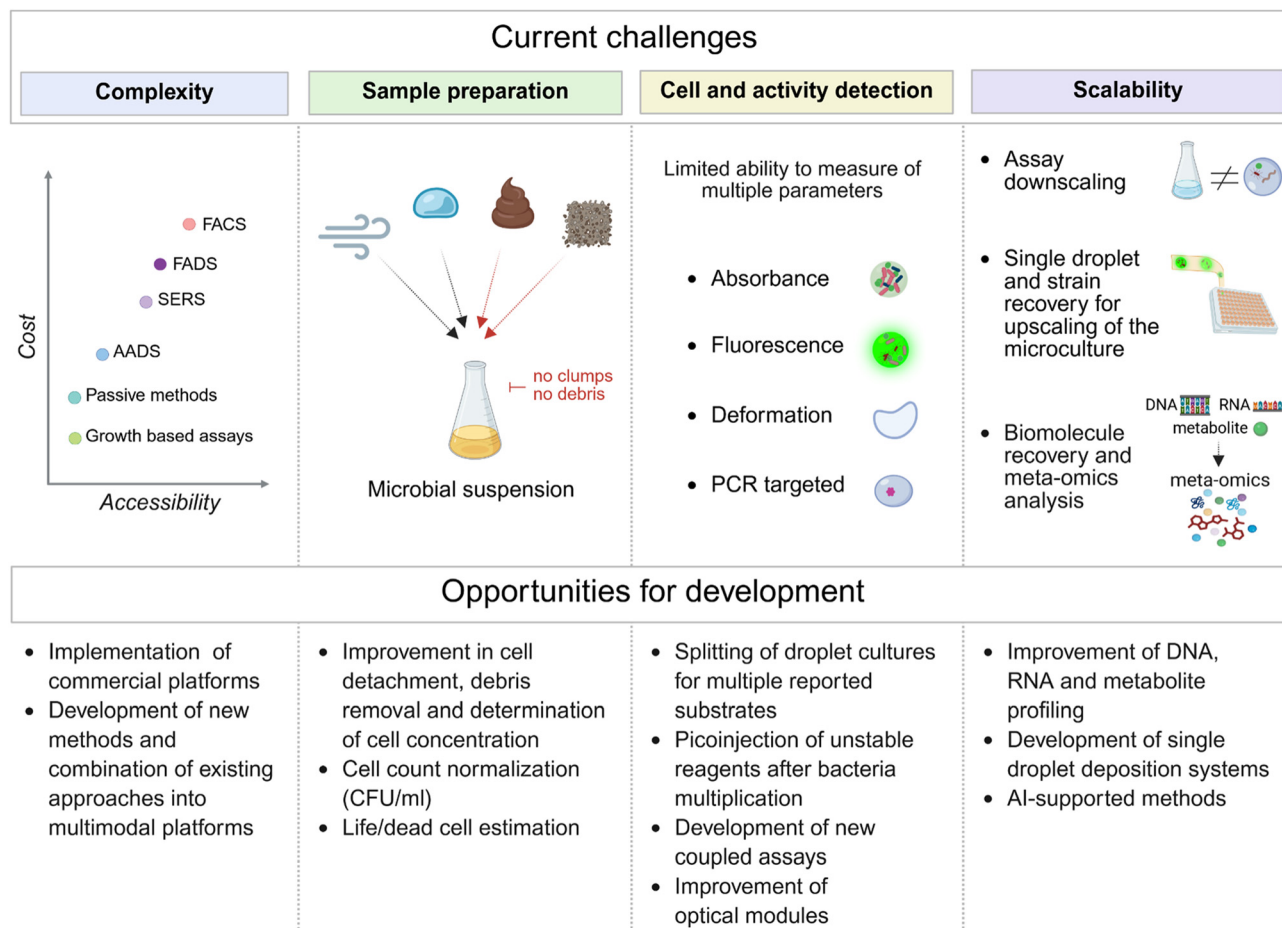 Current challenges
Complexity
Sample preparation
Cell and activity detection
Scalability
Cost
FACS
FADS
SERS
AADS
Passive methods
Growth based assays
Accessibility
no clumps
no debris
Microbial suspension
Limited ability to measure of
multiple parameters
• Absorbance
• Fluorescence
• Deformation
• PCR targeted
• Assay
downscaling
≠
• Single droplet
and strain
recovery for
upscaling of the
microculture
• Biomolecule
recovery and
meta-omics
analysis
DNA
RNA
metabolite
meta-omics
Opportunities for development
• Implementation of
commercial platforms
• Development of new
methods and
combination of existing
approaches into
multimodal platforms
• Improvement in cell
detachment, debris
removal and determination
of cell concentration
• Cell count normalization
(CFU/ml)
• Life/dead cell estimation
• Splitting of droplet cultures
for multiple reported
substrates
• Picoinjection of unstable
reagents after bacteria
multiplication
• Development of new
coupled assays
• Improvement of
optical modules
• Improvement of DNA,
RNA and metabolite
profiling
• Development of single
droplet deposition systems
• AI-supported methods